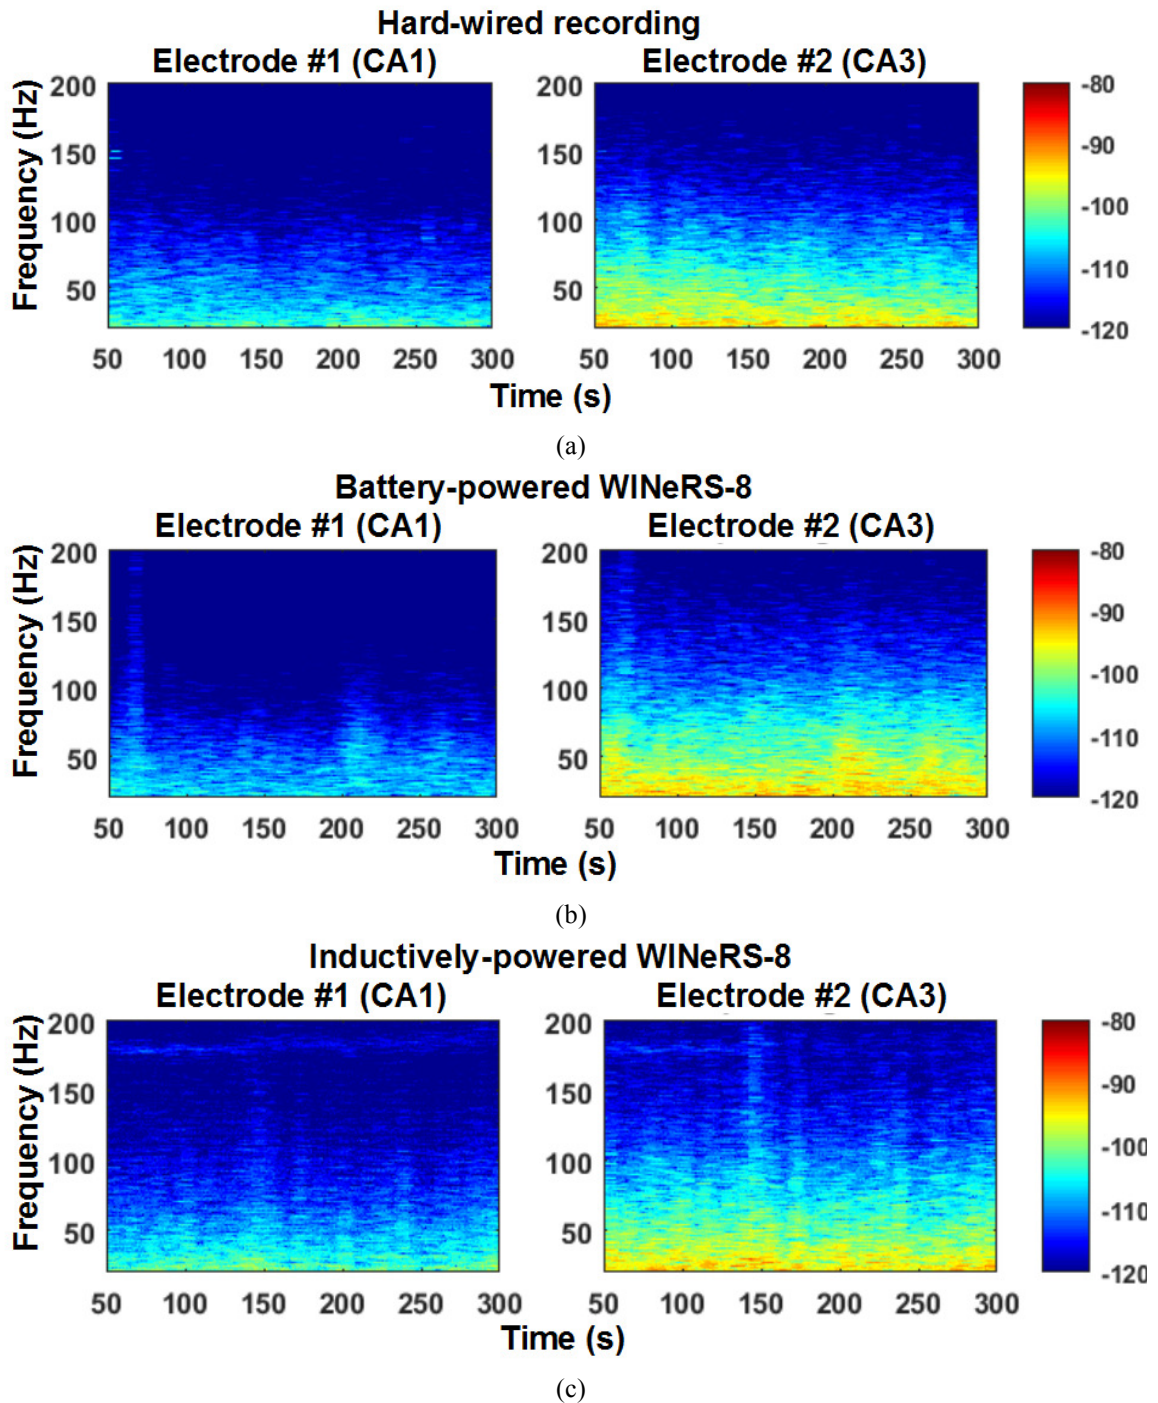 Hard-wired recording
Electrode #1 (CA1) Electrode #2 (CA3)
Frequency (Hz)
200
150
100
50
50 100 150 200 250 300
200
150
100
50
50 100 150 200 250 300
-80
-90
-100
-110
-120
Time (s)
(a)
Battery-powered WINeRS-8
Electrode #1 (CA1) Electrode #2 (CA3)
Frequency (Hz)
200
150
100
50
50 100 150 200 250 300
200
150
100
50
50 100 150 200 250 300
-80
-90
-100
-110
-120
Time (s)
(b)
Inductively-powered WINeRS-8
Electrode #1 (CA1) Electrode #2 (CA3)
Frequency (Hz)
200
150
100
50
50 100 150 200 250 300
200
150
100
50
50 100 150 200 250 300
-80
-90
-100
-110
-120
Time (s)
(c)